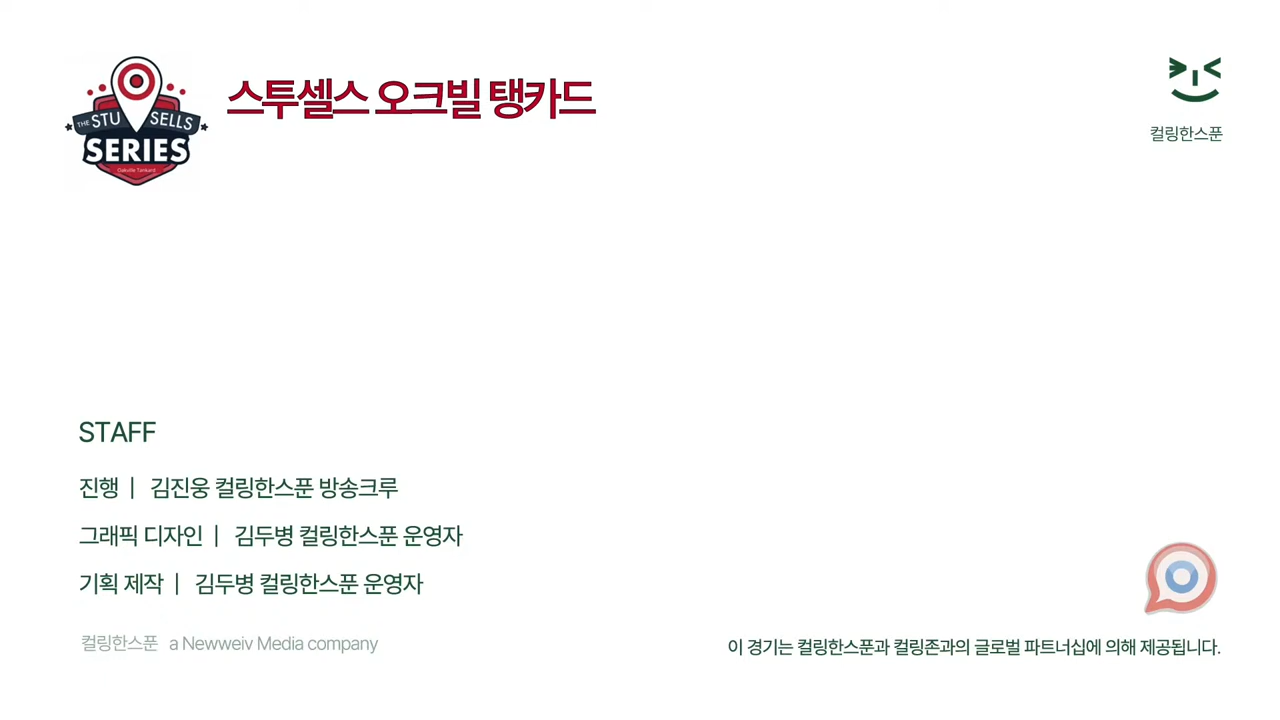 THE STU SELLS
SERIES
Oakville Tankard
스투셀스 오크빌 탱카드
컬링한스푼
STAFF
진행 | 김진웅 컬링한스푼 방송크루
그래픽 디자인 | 김두병 컬링한스푼 운영자
기획 제작 | 김두병 컬링한스푼 운영자
컬링한스푼 a Newweiv Media company
이 경기는 컬링한스푼과 컬링존과의 글로벌 파트너십에 의해 제공됩니다.